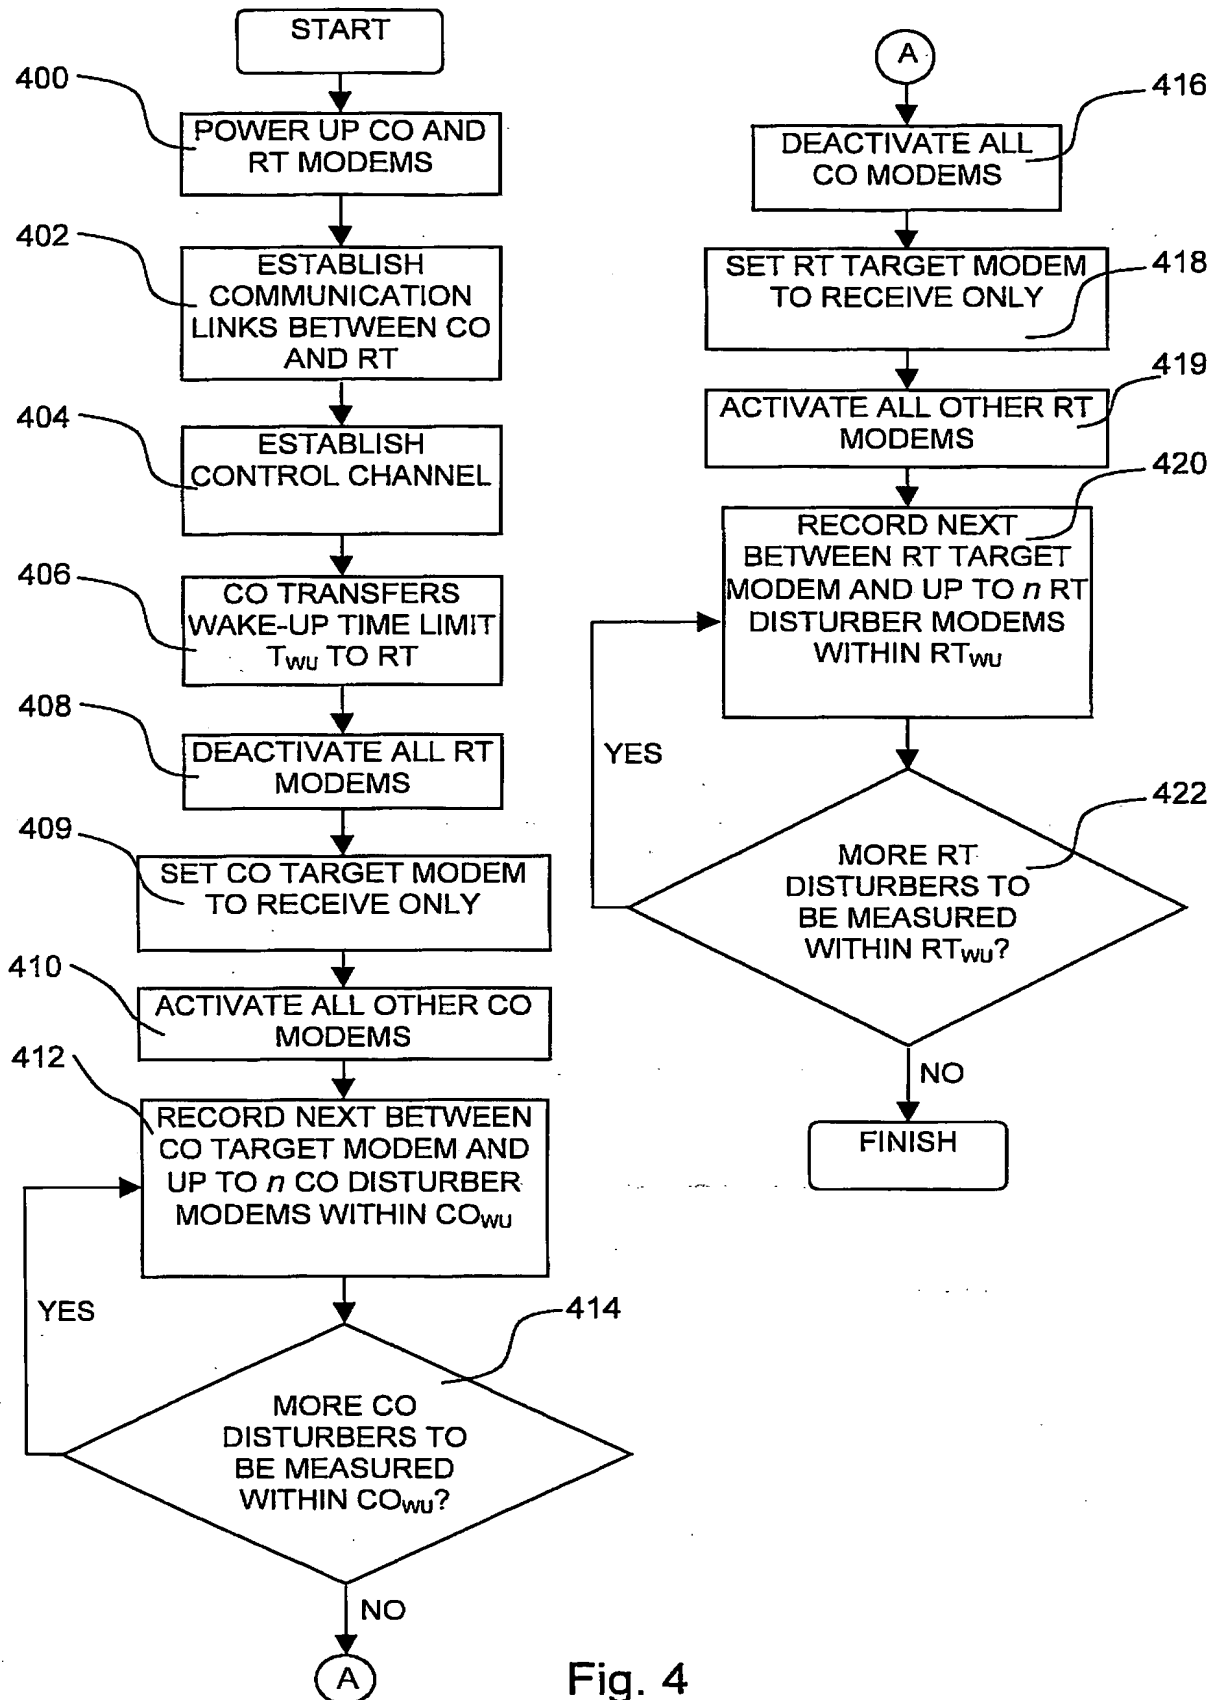 START
400
POWER UP CO AND
RT MODEMS
402
ESTABLISH
COMMUNICATION
LINKS BETWEEN CO
AND RT
404
ESTABLISH
CONTROL CHANNEL
406
CO TRANSFERS
WAKE-UP TIME LIMIT
TWU TO RT
408
DEACTIVATE ALL RT
MODEMS
409
SET CO TARGET MODEM
TO RECEIVE ONLY
410
ACTIVATE ALL OTHER CO
MODEMS
412
RECORD NEXT BETWEEN
CO TARGET MODEM AND
UP TO n CO DISTURBER
MODEMS WITHIN COWU
YES
414
MORE CO
DISTURBERS TO
BE MEASURED
WITHIN COWU?
NO
A
A
416
DEACTIVATE ALL
CO MODEMS
SET RT TARGET MODEM
TO RECEIVE ONLY
418
419
ACTIVATE ALL OTHER RT
MODEMS
420
RECORD NEXT
BETWEEN RT TARGET
MODEM AND UP TO n RT
DISTURBER MODEMS
WITHIN RTWU
YES
422
MORE RT
DISTURBERS TO
BE MEASURED
WITHIN RTWU?
NO
FINISH
Fig. 4